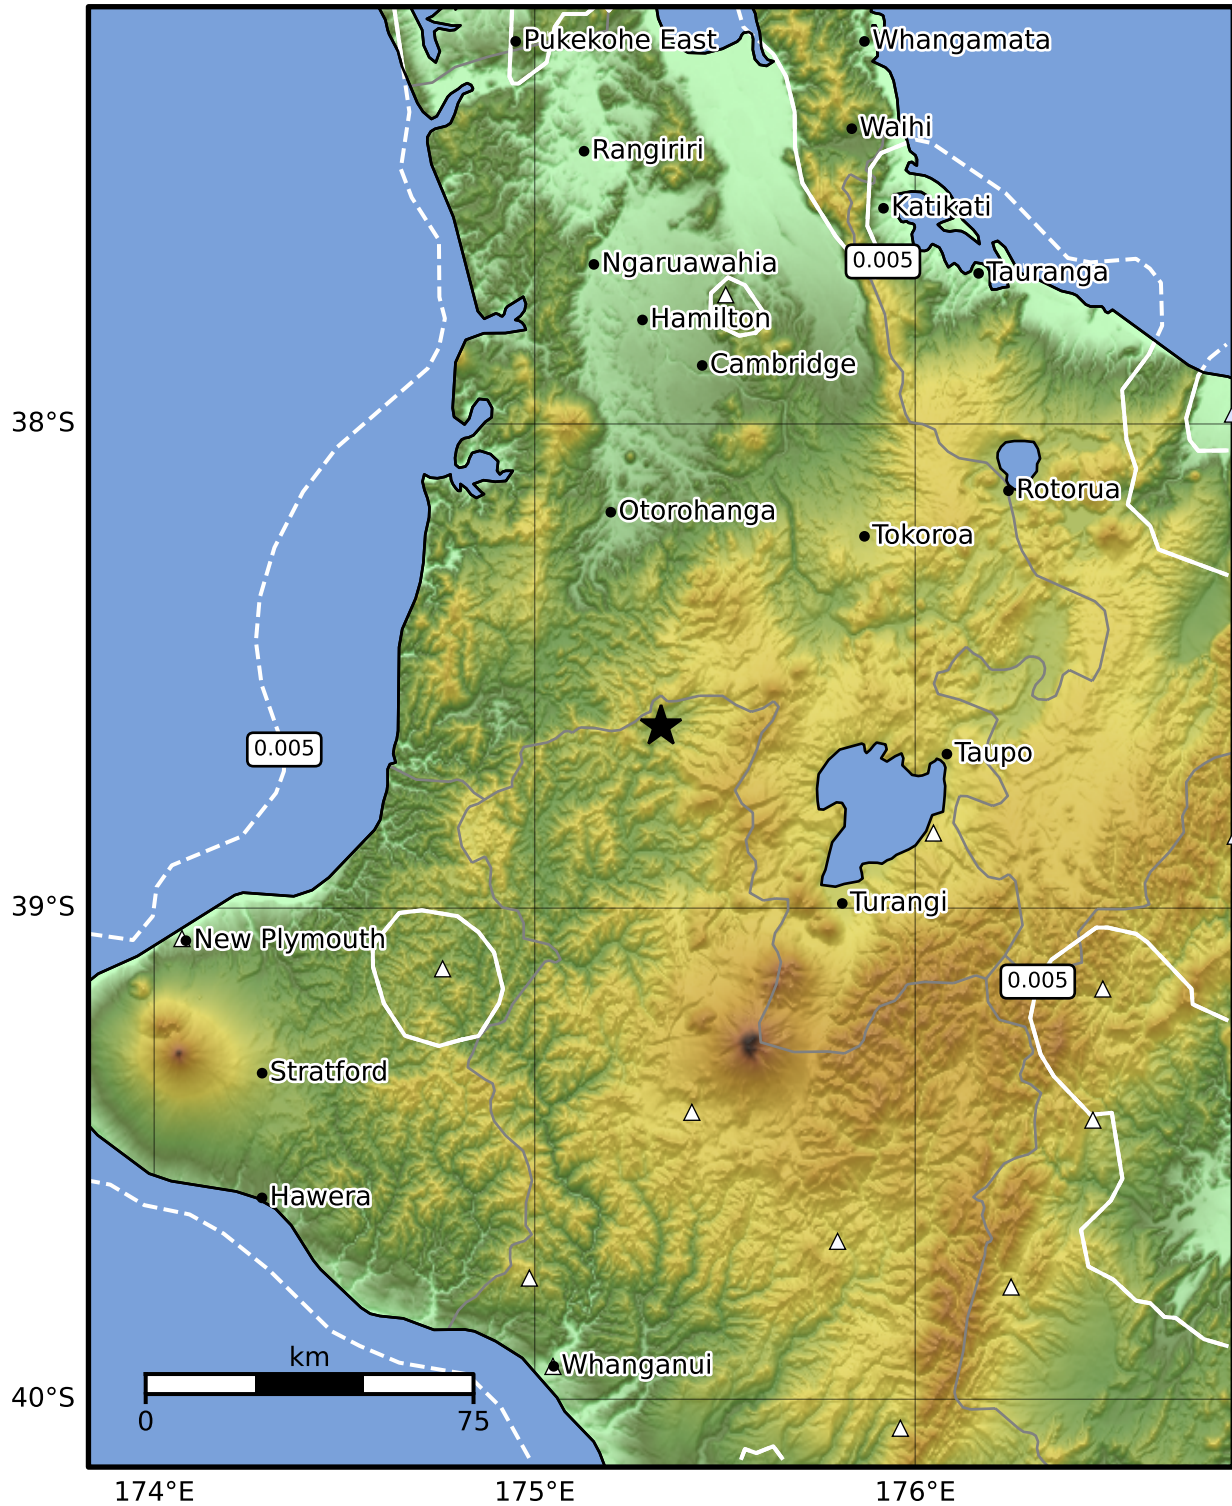 Pukekohe East
Whangamata
Waihi
Rangiriri
Katikati
Ngaruawahia
0.005
Tauranga
Hamilton
Cambridge
38°S
Rotorua
Otorohanga
Tokoroa
0.005
Taupo
39°S
Turangi
New Plymouth
0.005
Stratford
Hawera
km
Whanganui
40°S
0
75
174°E
175°E
176°E